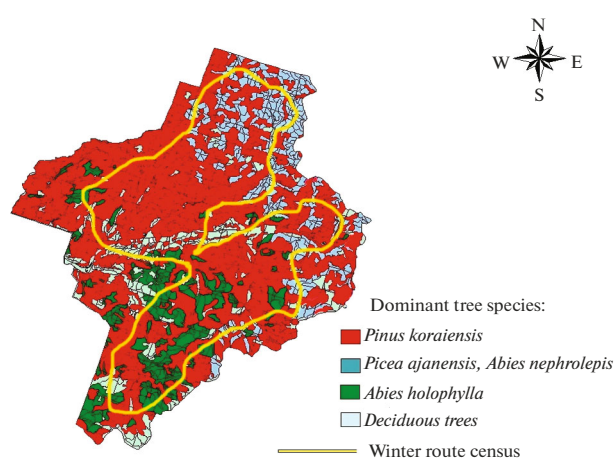 N
W E
S
Dominant tree species:
Pinus koraiensis
Picea ajanensis, Abies nephrolepis
Abies holophylla
Deciduous trees
Winter route census